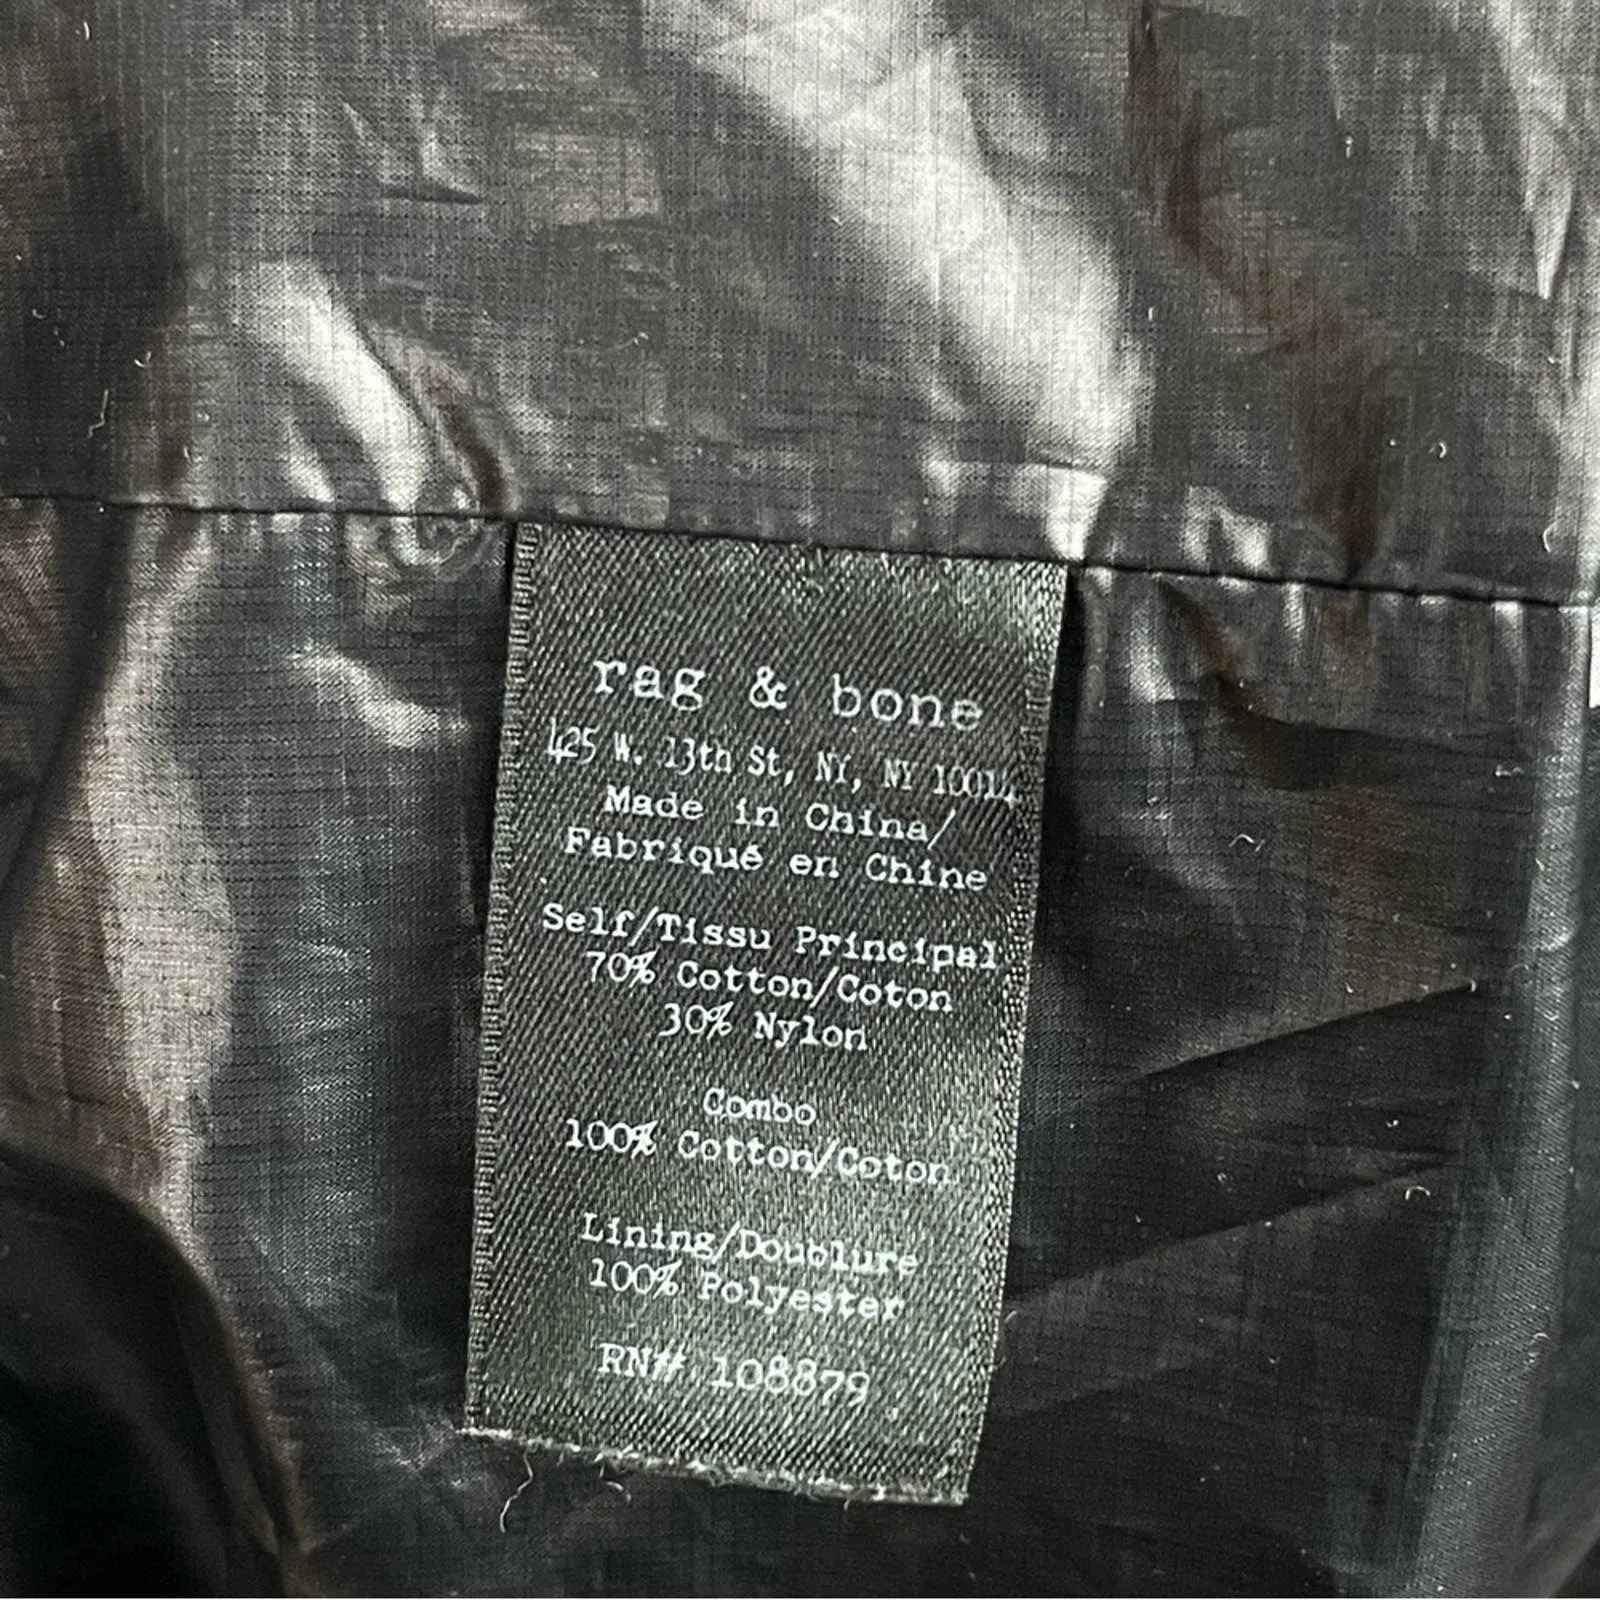 rag & bone
425 W. 13th St, NY, NY 10014
Made in China/
Fabriqué en Chine
Self/Tissu Principal
70% Cotton/Coton
30% Nylon
Combo
100% Cotton/Coton
Lining/Doublure
100% Polyester
RN# 108879